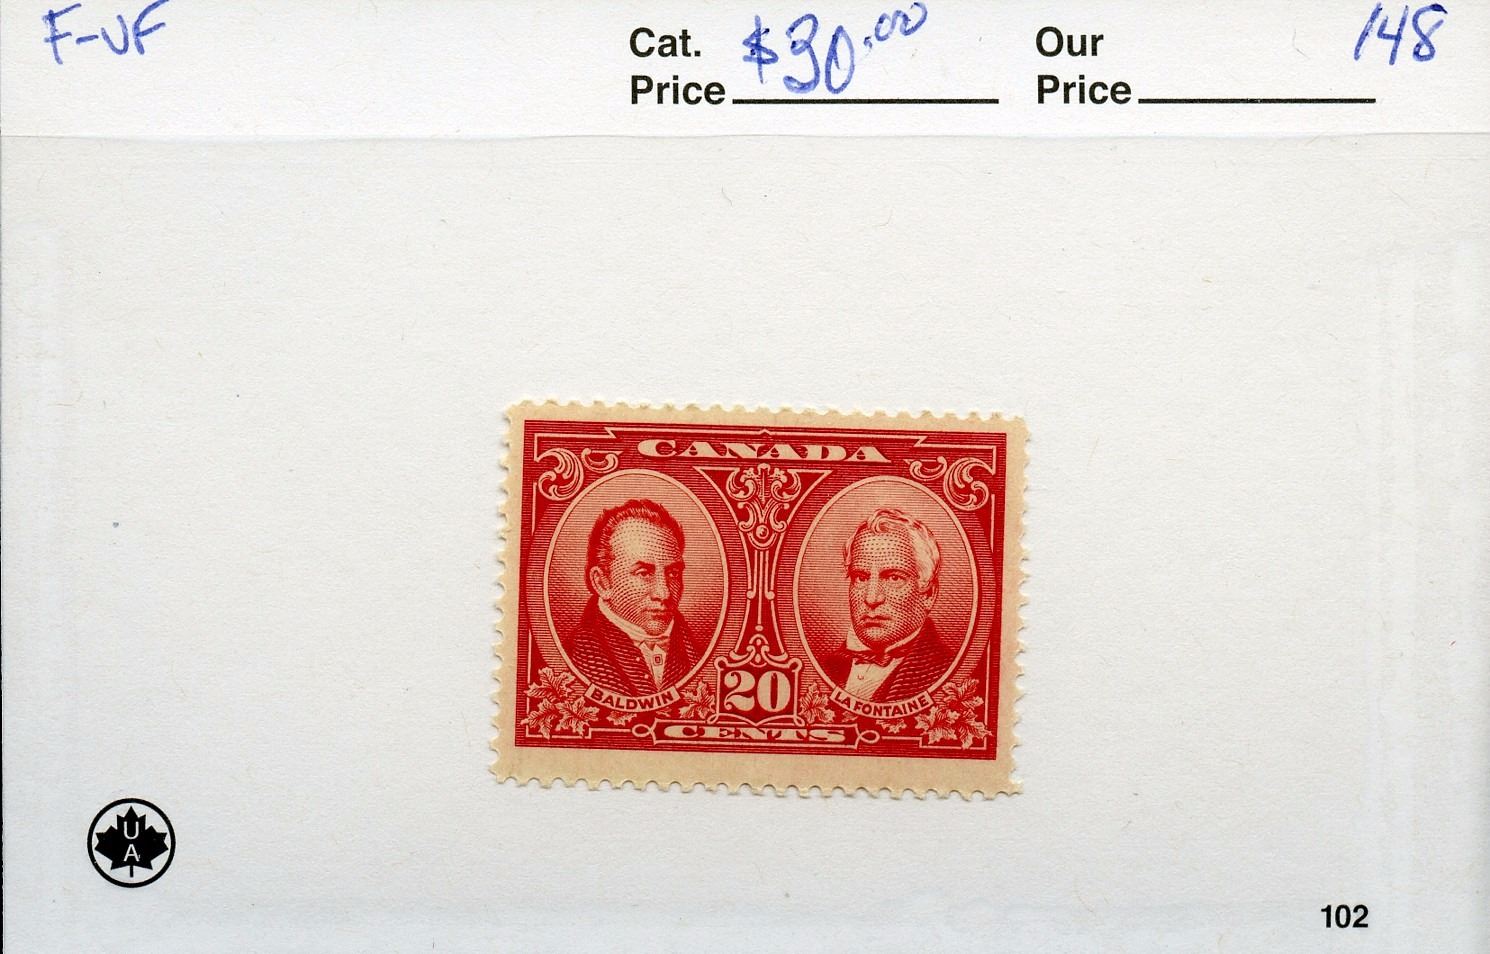 F-VF
Cat. Price $30.00
Our Price
148
CANADA
BALDWIN
20
LA FONTAINE
CENTS
U
A
102